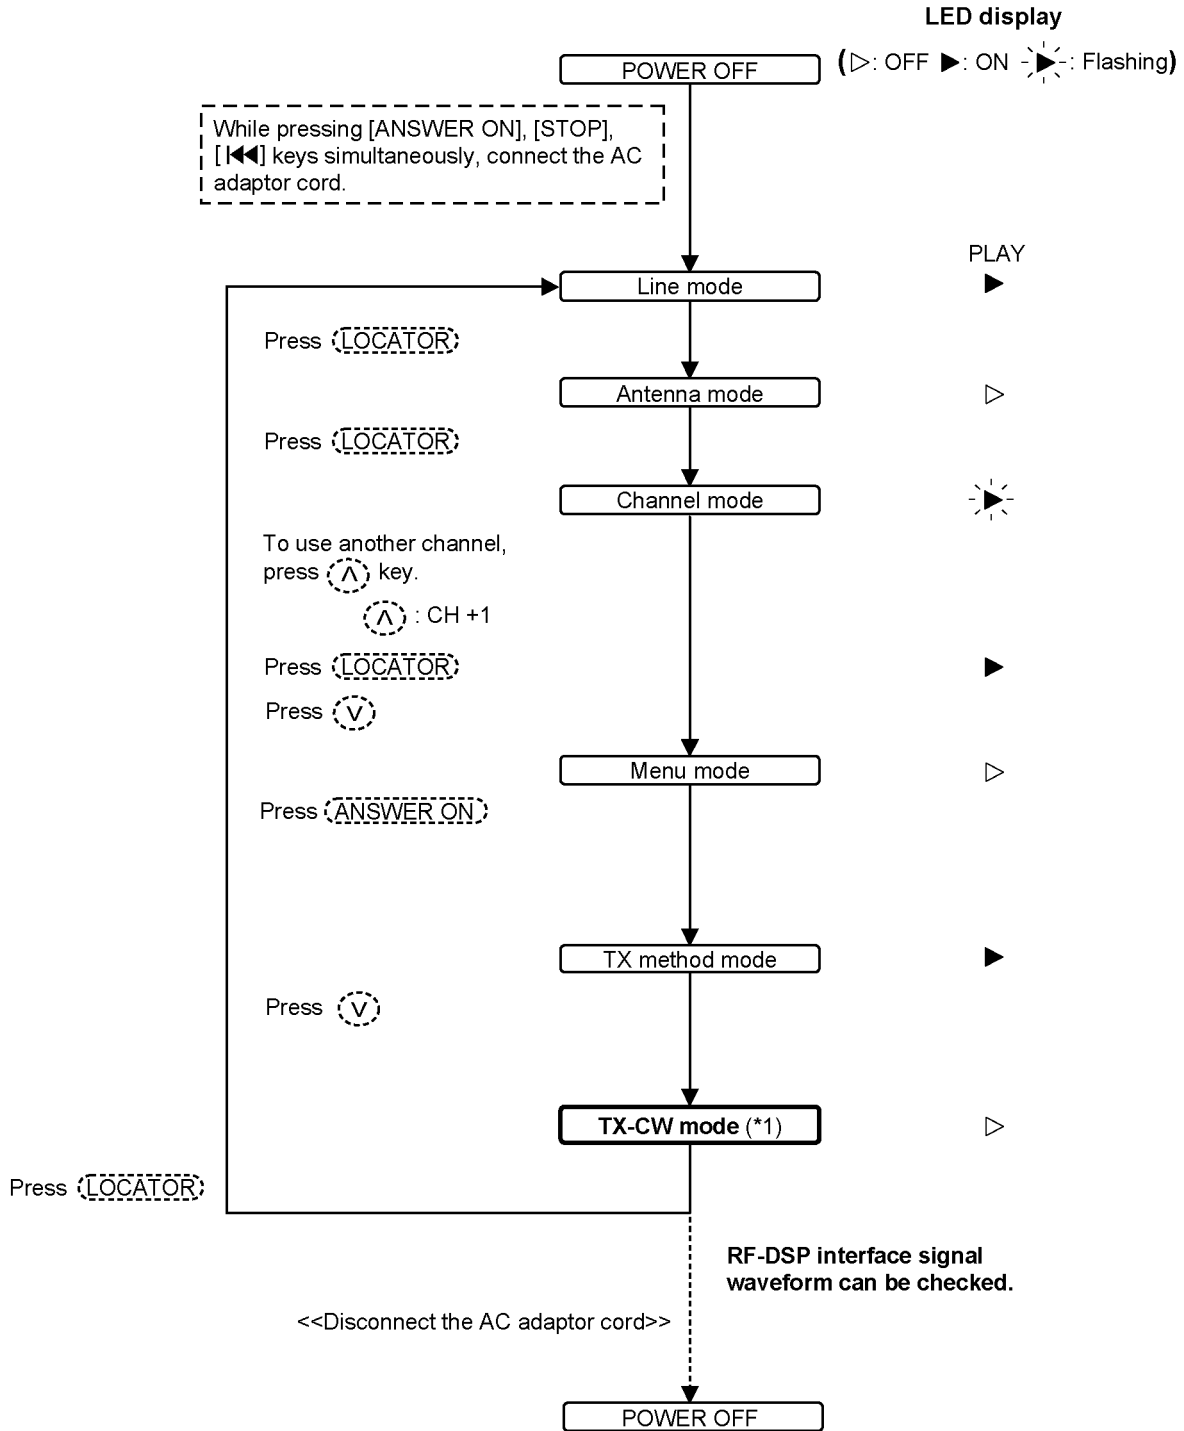 LED display
POWER OFF
(▷: OFF ▶: ON ▶: Flashing)
While pressing [ANSWER ON], [STOP],
[⏮] keys simultaneously, connect the AC
adaptor cord.
PLAY
Line mode
Press (LOCATOR)
Antenna mode
Press (LOCATOR)
Channel mode
To use another channel,
press (Λ) key.
(Λ) : CH +1
Press (LOCATOR)
Press (V)
Menu mode
Press (ANSWER ON)
TX method mode
Press (V)
TX-CW mode (*1)
Press (LOCATOR)
RF-DSP interface signal
waveform can be checked.
<<Disconnect the AC adaptor cord>>
POWER OFF